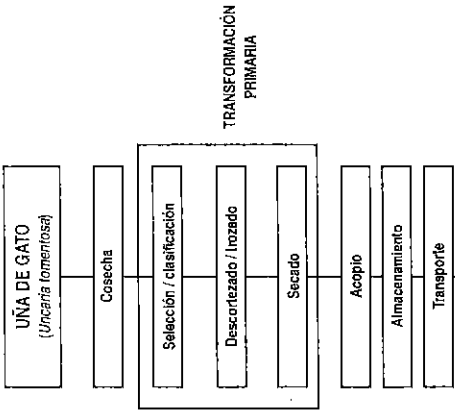 UÑA DE GATO
(Uncaria tomentosa)
Cosecha
Selección / clasificación
Descortezado / trozado
Secado
TRANSFORMACIÓN
PRIMARIA
Acopio
Almacenamiento
Transporte